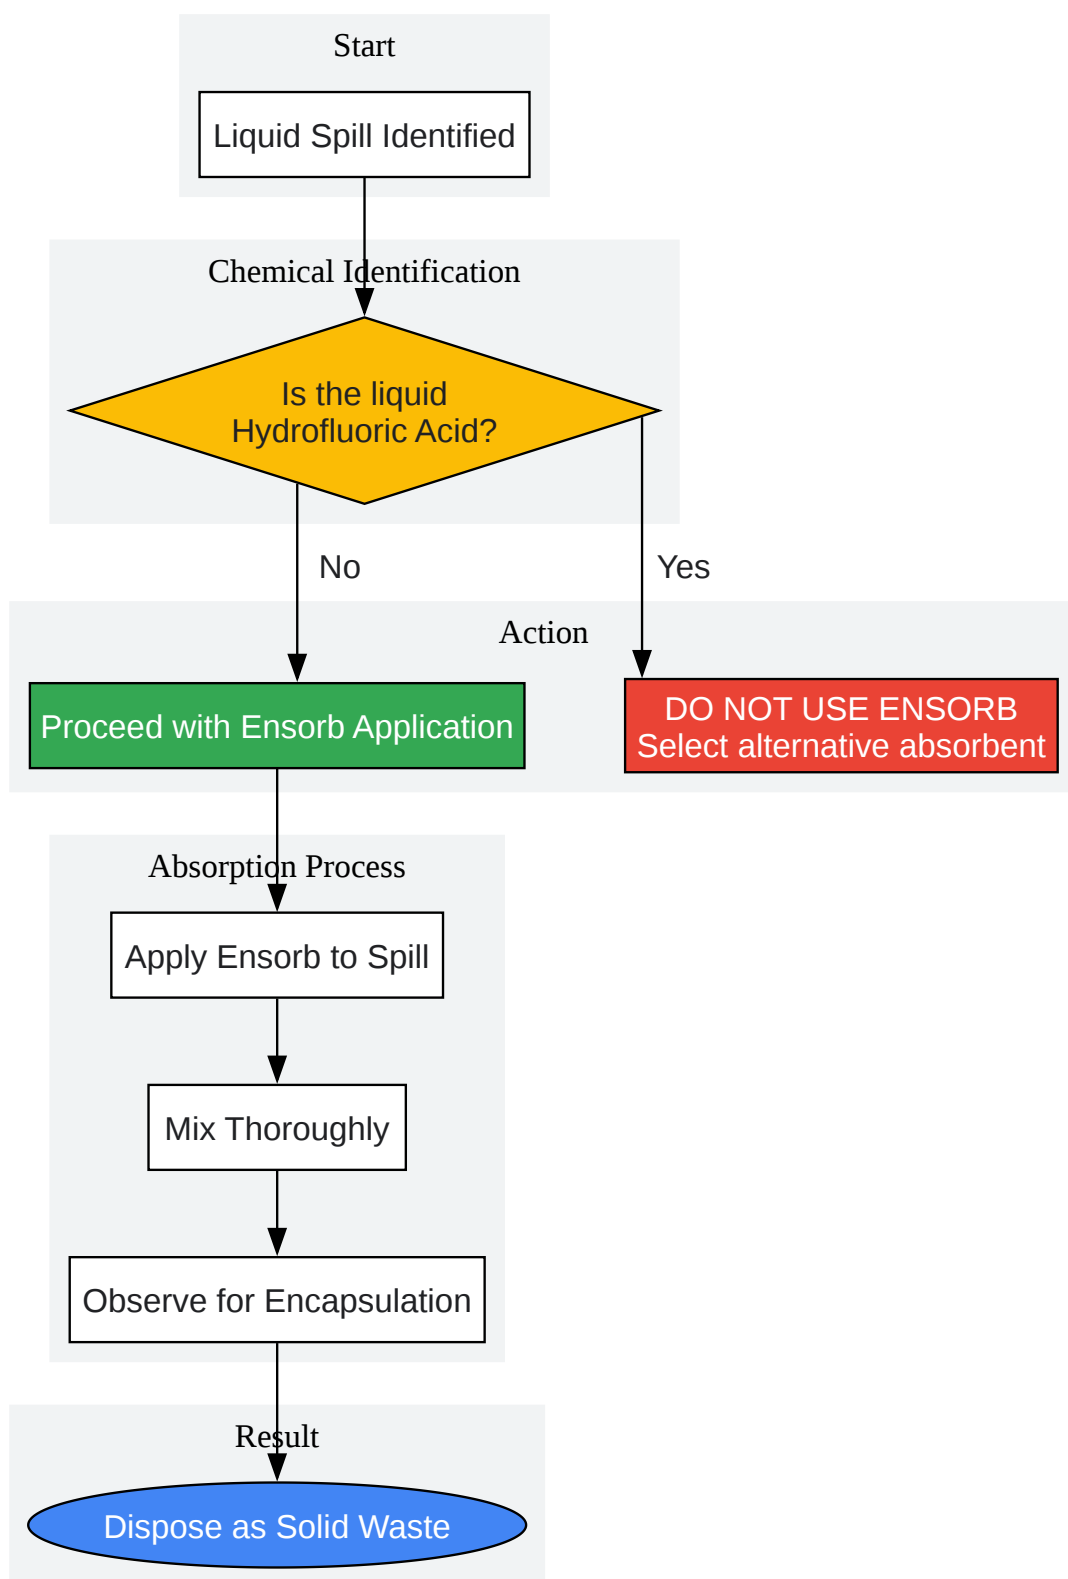 Start
Liquid Spill Identified
Chemical Identification
Is the liquid
Hydrofluoric Acid?
No
Yes
Action
Proceed with Ensorb Application
DO NOT USE ENSORB
Select alternative absorbent
Absorption Process
Apply Ensorb to Spill
Mix Thoroughly
Observe for Encapsulation
Result
Dispose as Solid Waste